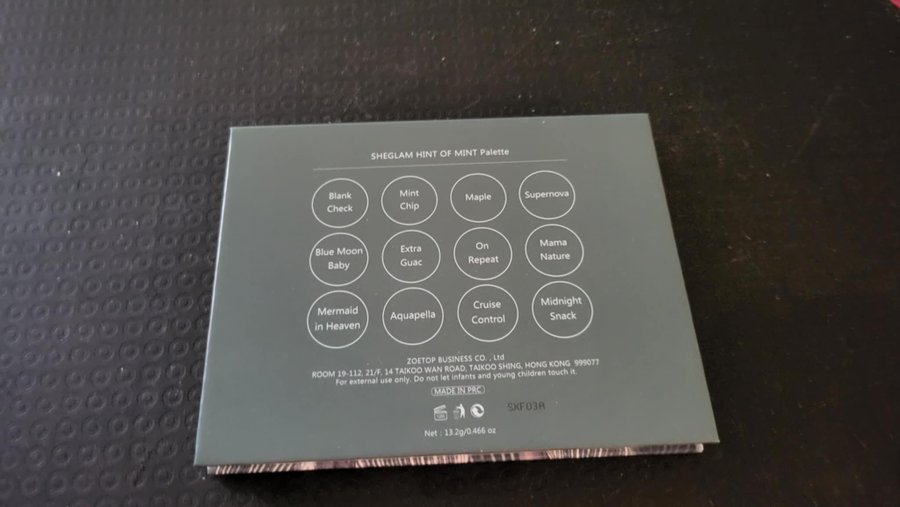 SHEGLAM HINT OF MINT Palette
Blank
Check
Mint
Chip
Maple
Supernova
Blue Moon
Baby
Extra
Guac
On
Repeat
Mama
Nature
Mermaid
in Heaven
Aquapella
Cruise
Control
Midnight
Snack
ZOETOP BUSINESS CO. , Ltd
ROOM 19-112, 21/F, 14 TAIKOO WAN ROAD, TAIKOO SHING, HONG KONG 999077
For external use only. Do not let infants and young children touch it.
MADE IN PRC
SXF03A
Net : 13.2g/0.466 oz